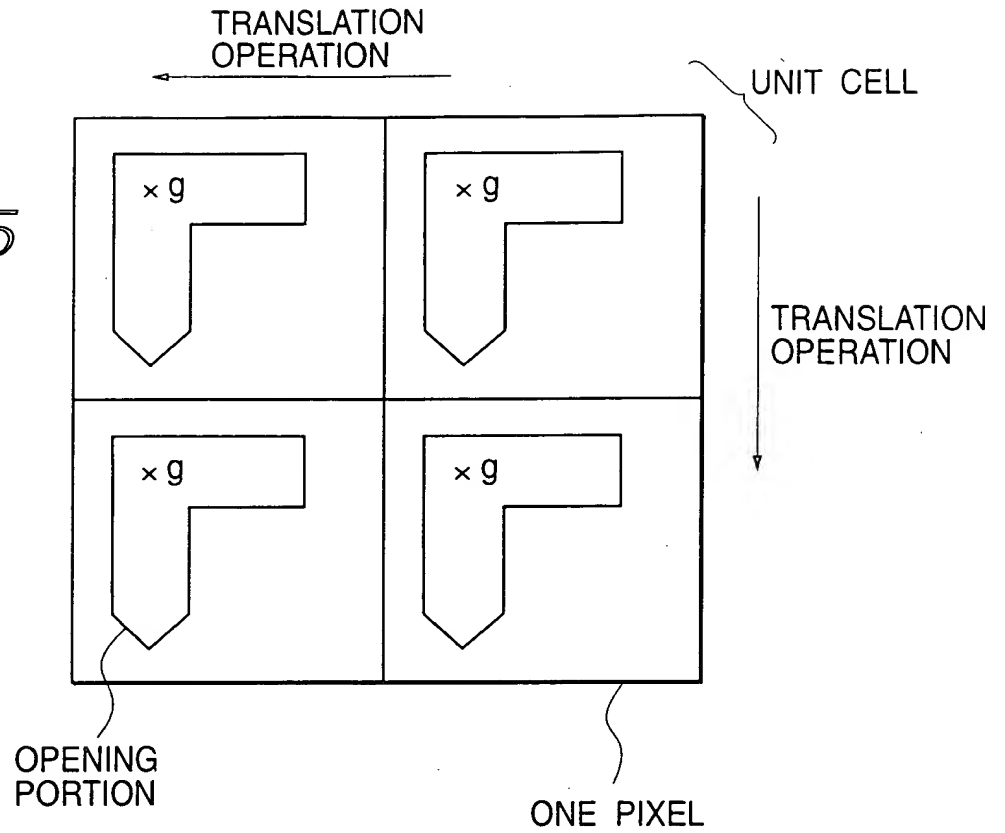 TRANSLATION
OPERATION
UNIT CELL
× g
× g
TRANSLATION
OPERATION
× g
× g
OPENING
PORTION
ONE PIXEL